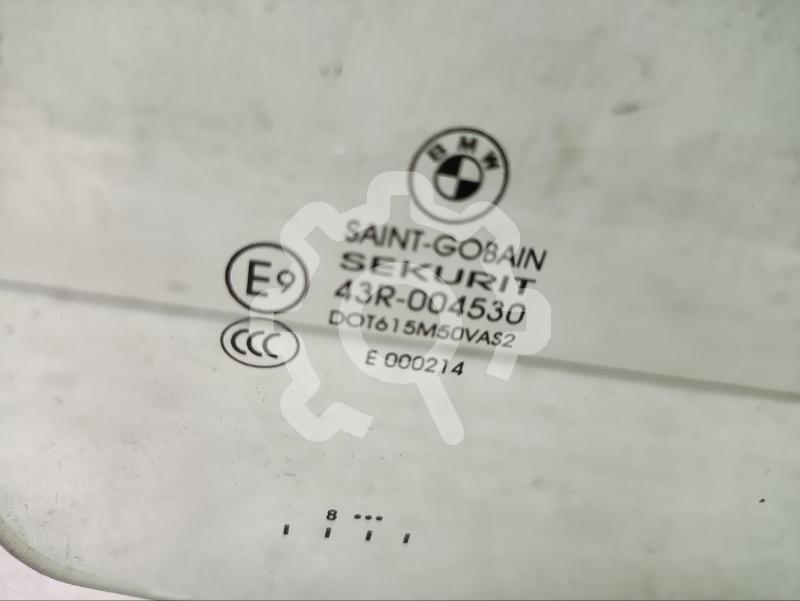 BMW
SAINT-GOBAIN
SEKURIT
E9
43R-004530
DOT615M50VAS2
CCC
E 000214
8 •••